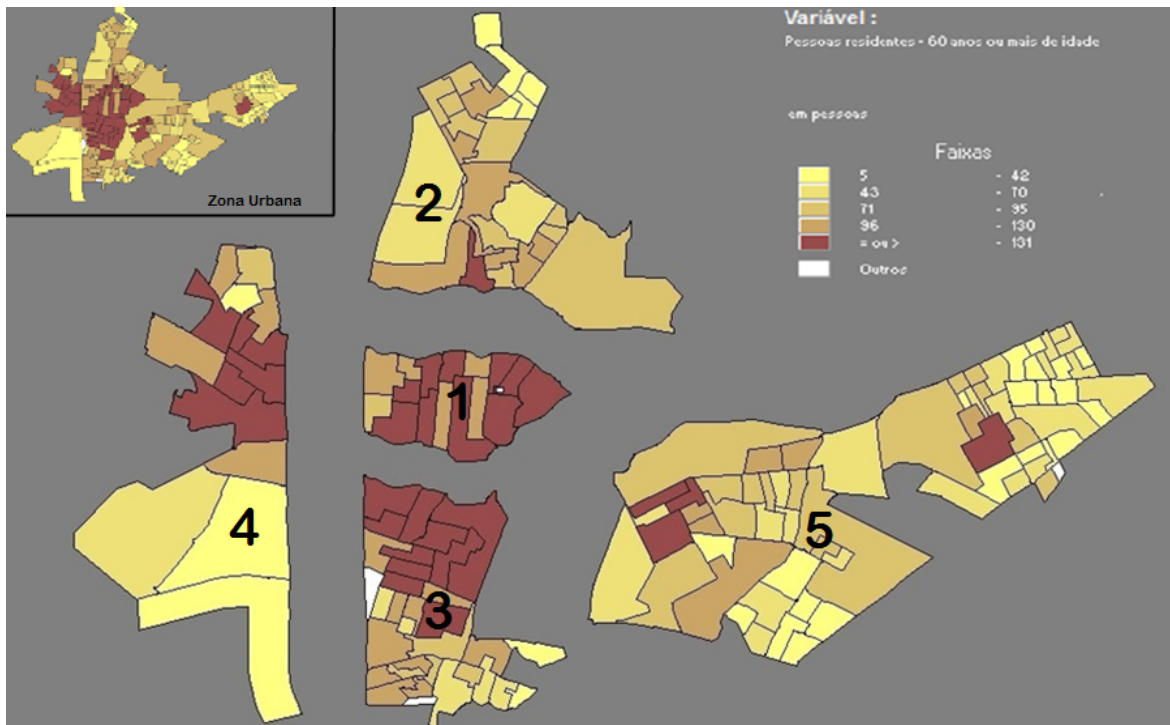 Zona Urbana
Variável :
Pessoas residentes - 60 anos ou mais de idade
em pessoas
Faixas
5 - 42
43 - 70
71 - 95
96 - 130
= ou > - 131
Outros
2
1
4
3
5